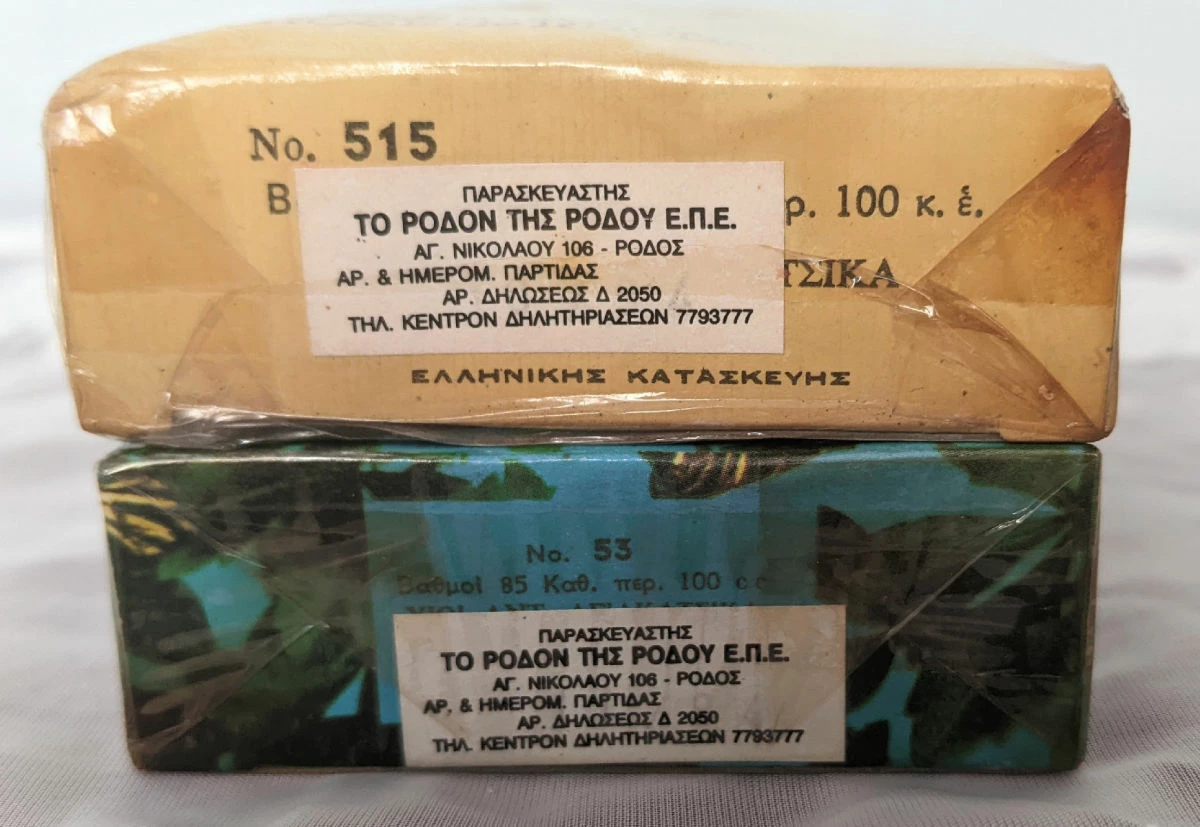 No. 515
Β
ρ. 100 κ. ἑ.
ΤΣΙΚΑ
ΠΑΡΑΣΚΕΥΑΣΤΗΣ
ΤΟ ΡΟΔΟΝ ΤΗΣ ΡΟΔΟΥ Ε.Π.Ε.
ΑΓ. ΝΙΚΟΛΑΟΥ 106 - ΡΟΔΟΣ
ΑΡ. & ΗΜΕΡΟΜ. ΠΑΡΤΙΔΑΣ
ΑΡ. ΔΗΛΩΣΕΩΣ Δ 2050
ΤΗΛ. ΚΕΝΤΡΟΝ ΔΗΛΗΤΗΡΙΑΣΕΩΝ 7793777
ΕΛΛΗΝΙΚΗΣ ΚΑΤΑΣΚΕΥΗΣ
No. 53
Βαθμοὶ 85 Καθ. περ. 100 c c
ΠΑΡΑΣΚΕΥΑΣΤΗΣ
ΤΟ ΡΟΔΟΝ ΤΗΣ ΡΟΔΟΥ Ε.Π.Ε.
ΑΓ. ΝΙΚΟΛΑΟΥ 106 - ΡΟΔΟΣ
ΑΡ. & ΗΜΕΡΟΜ. ΠΑΡΤΙΔΑΣ
ΑΡ. ΔΗΛΩΣΕΩΣ Δ 2050
ΤΗΛ. ΚΕΝΤΡΟΝ ΔΗΛΗΤΗΡΙΑΣΕΩΝ 7793777